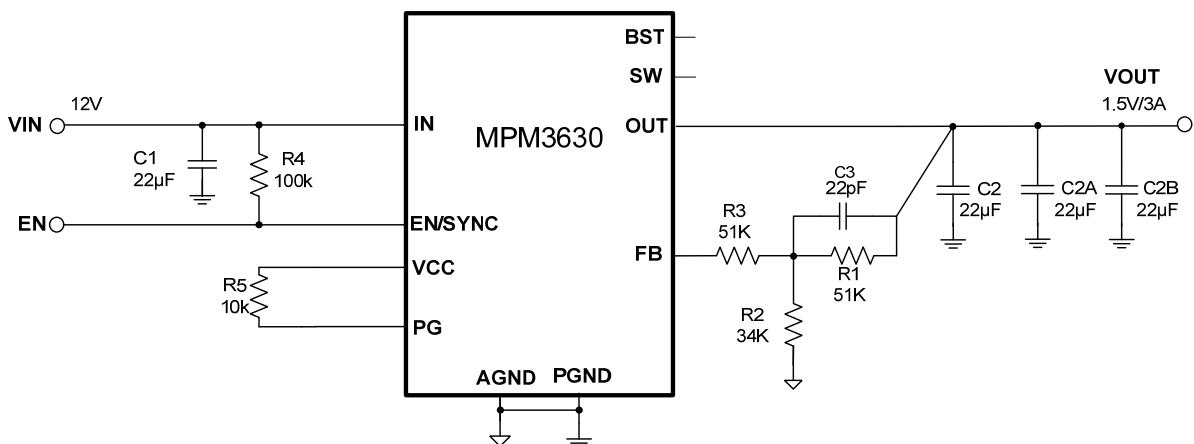 BST
SW
VOUT
12V
1.5V/3A
VIN
IN
MPM3630
OUT
C1
22µF
R4
100k
C3
22pF
C2
22µF
C2A
22µF
C2B
22µF
EN
EN/SYNC
R3
51K
FB
R1
51K
VCC
R5
10k
R2
34K
PG
AGND
PGND